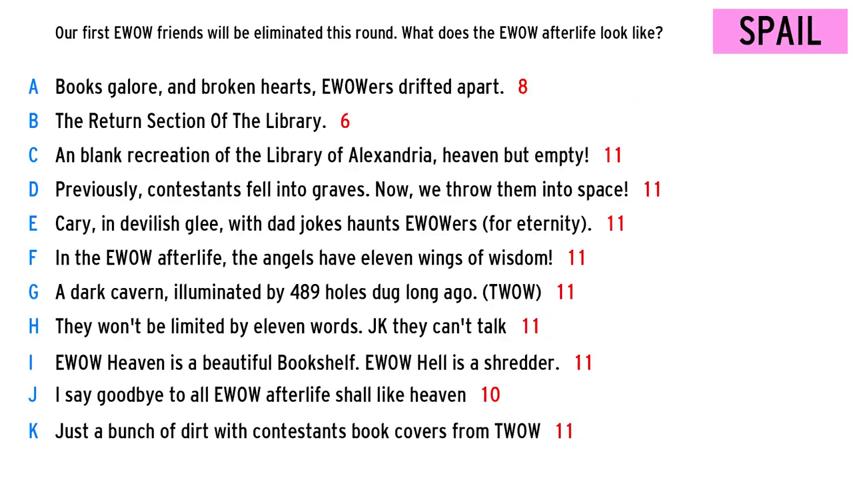 Our first EWOW friends will be eliminated this round. What does the EWOW afterlife look like?
SPAIL
A Books galore, and broken hearts, EWOWers drifted apart. 8
B The Return Section Of The Library. 6
C An blank recreation of the Library of Alexandria, heaven but empty! 11
D Previously, contestants fell into graves. Now, we throw them into space! 11
E Cary, in devilish glee, with dad jokes haunts EWOWers (for eternity). 11
F In the EWOW afterlife, the angels have eleven wings of wisdom! 11
G A dark cavern, illuminated by 489 holes dug long ago. (TWOW) 11
H They won't be limited by eleven words. JK they can't talk 11
I EWOW Heaven is a beautiful Bookshelf. EWOW Hell is a shredder. 11
J I say goodbye to all EWOW afterlife shall like heaven 10
K Just a bunch of dirt with contestants book covers from TWOW 11